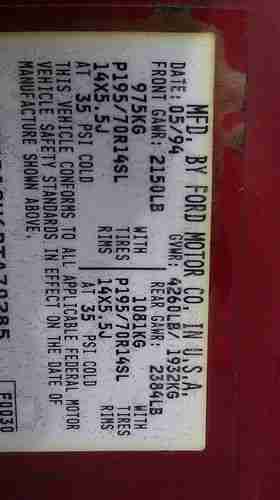 MFD. BY FORD MOTOR CO. IN U.S.A.
DATE: 05/94 GVWR: 4260LB/ 1932KG
FRONT GAWR: 2150LB REAR GAWR: 2384LB
975KG WITH 1081KG WITH
P195/70R14SL TIRES P195/70R14SL TIRES
14X5.5J RIMS 14X5.5J RIMS
AT 35 PSI COLD AT 35 PSI COLD
THIS VEHICLE CONFORMS TO ALL APPLICABLE FEDERAL MOTOR
VEHICLE SAFETY STANDARDS IN EFFECT ON THE DATE OF
MANUFACTURE SHOWN ABOVE.
F0030